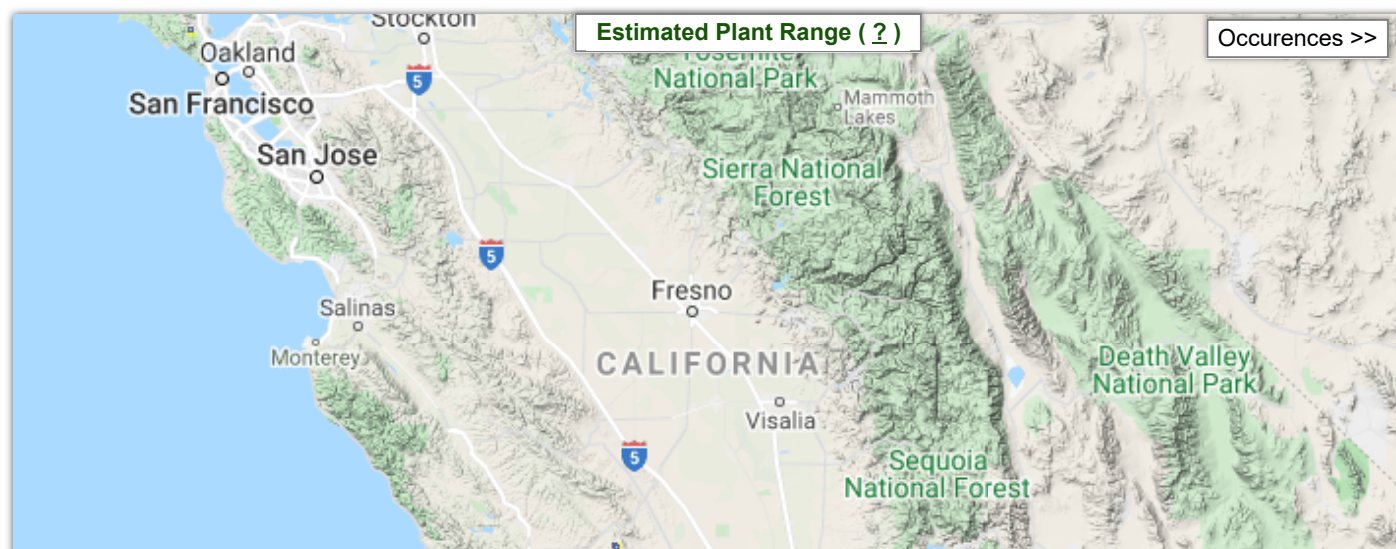 Stockton
Estimated Plant Range ( ? )
Occurences >>
Oakland
San Francisco
Yosemite
National Park
Mammoth
Lakes
San Jose
Sierra National
Forest
5
5
Fresno
Salinas
Monterey
CALIFORNIA
Death Valley
National Park
Visalia
5
Sequoia
National Forest